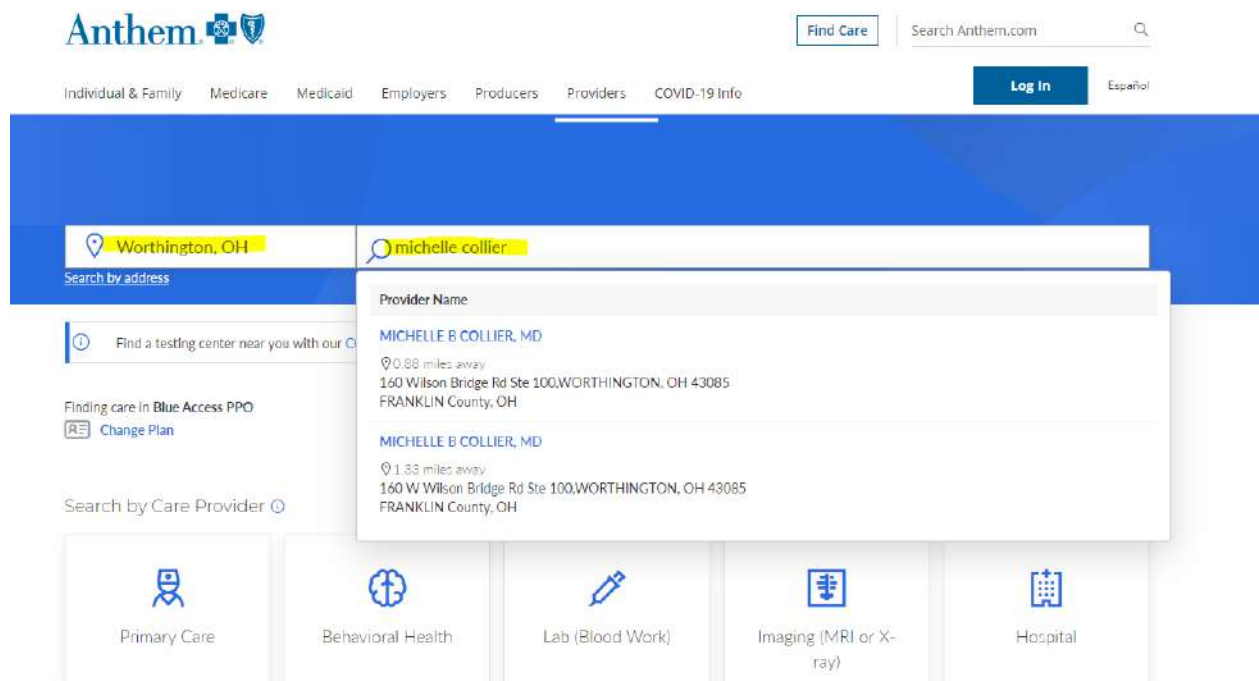 Anthem
Find Care
Search Anthem.com
Individual & Family Medicare Medicaid Employers Producers Providers COVID-19 Info
Log In
Español
Worthington, OH
michelle collier
Search by address
Provider Name
MICHELLE B COLLIER, MD
0.88 miles away
160 Wilson Bridge Rd Ste 100,WORTHINGTON, OH 43085
FRANKLIN County, OH
MICHELLE B COLLIER, MD
1.33 miles away
160 W Wilson Bridge Rd Ste 100,WORTHINGTON, OH 43085
FRANKLIN County, OH
Find a testing center near you with our C
Finding care in Blue Access PPO
Change Plan
Search by Care Provider
Primary Care
Behavioral Health
Lab (Blood Work)
Imaging (MRI or X-
ray)
Hospital